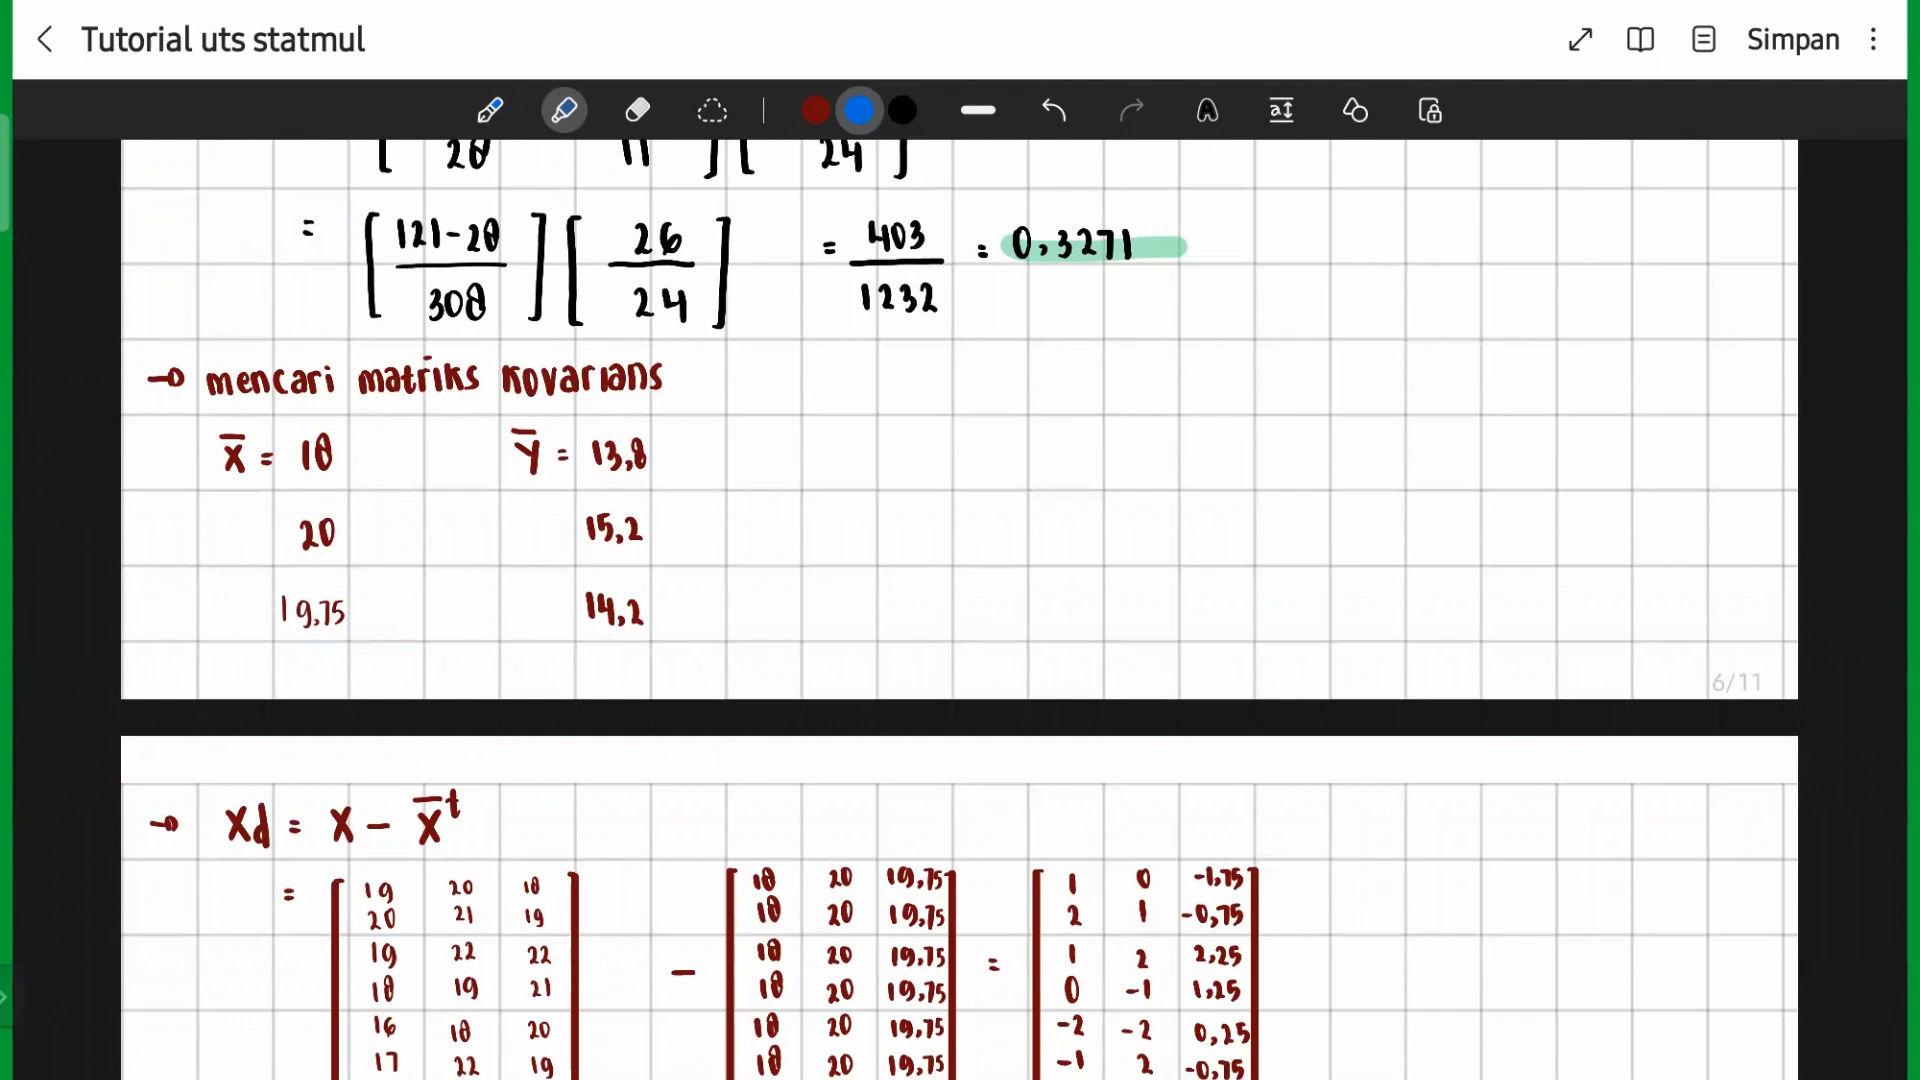 Tutorial uts statmul
Simpan
[ 28 11 ] [ 24 ]
= [ 121-28 / 308 ] [ 26 / 24 ] = 403 / 1232 = 0,3271
→ mencari matriks kovarians
X̄ = 18 Ȳ = 13,8
20 15,2
19,75 14,2
6/11
→ Xd = X - X̄ᵗ
= [ 19 20 18 ] - [ 18 20 19,75 ] = [ 1 0 -1,75 ]
20 21 19 18 20 19,75 2 1 -0,75
19 22 22 18 20 19,75 1 2 2,25
18 19 21 18 20 19,75 0 -1 1,25
16 18 20 18 20 19,75 -2 -2 0,25
17 22 19 18 20 19,75 -1 2 -0,75